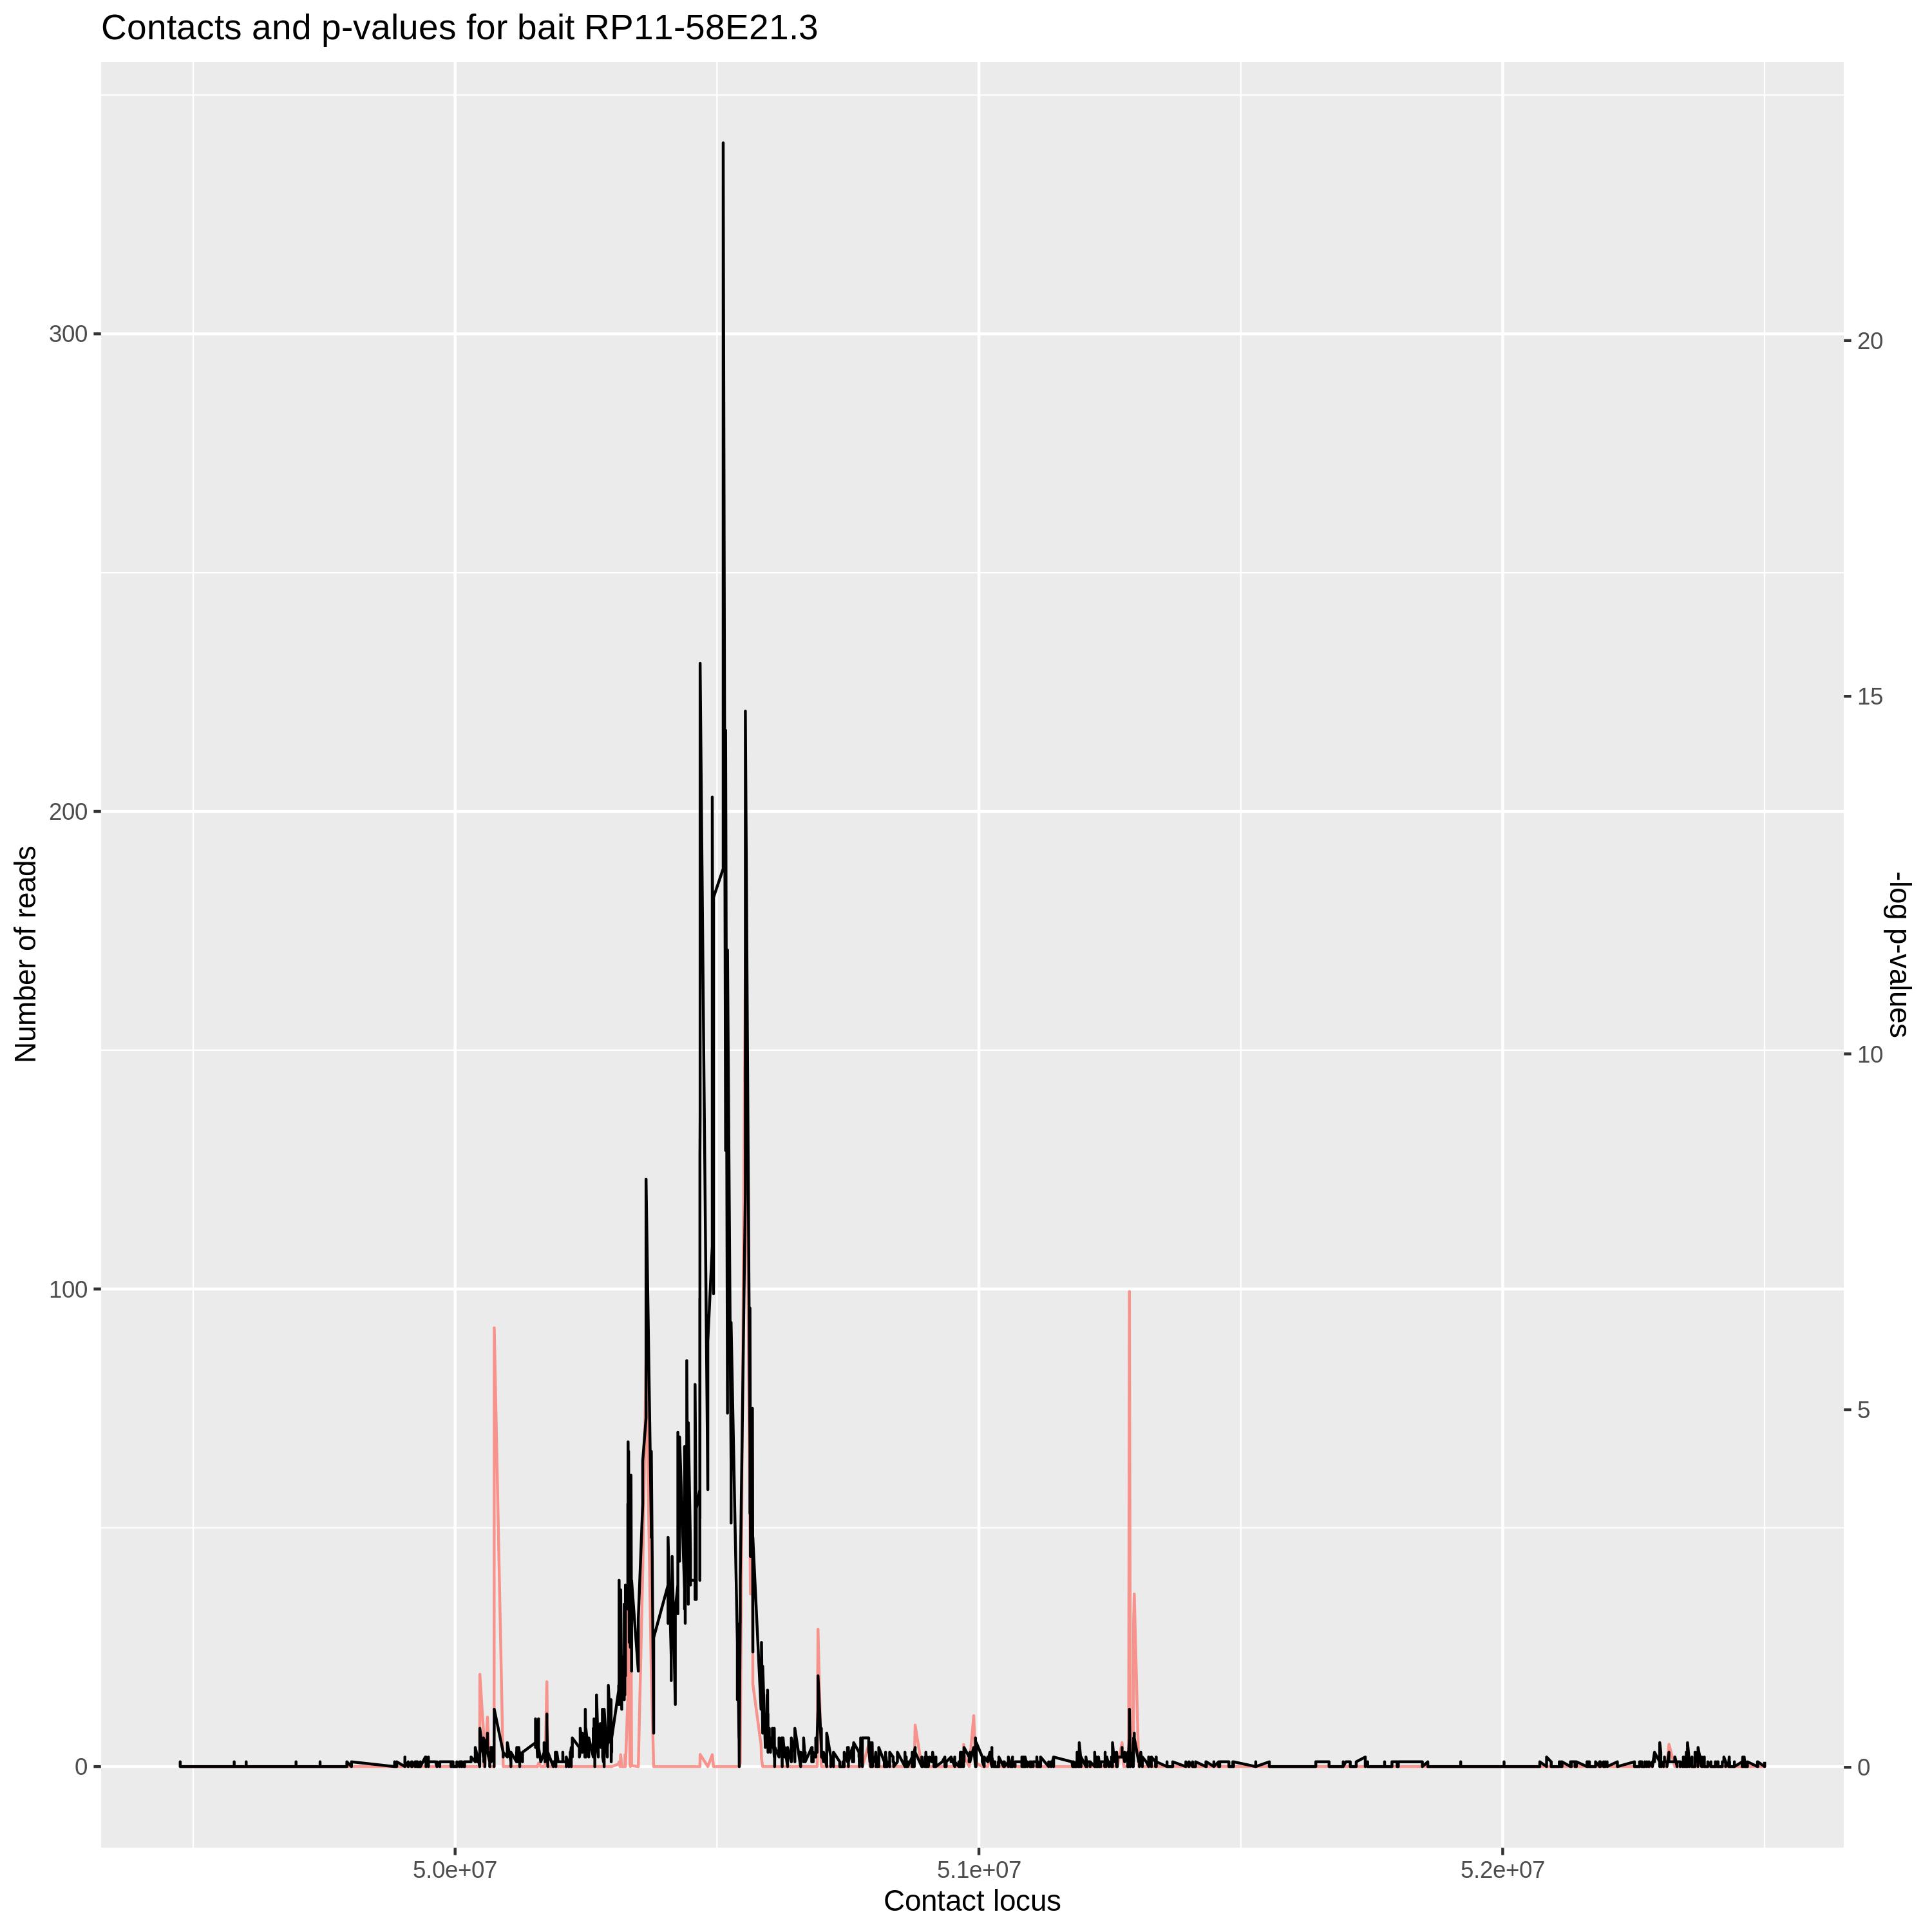 Contacts and p-values for bait RP11-58E21.3
Number of reads
300
200
100
0
20
15
10
5
0
-log p-values
5.0e+07
5.1e+07
5.2e+07
Contact locus